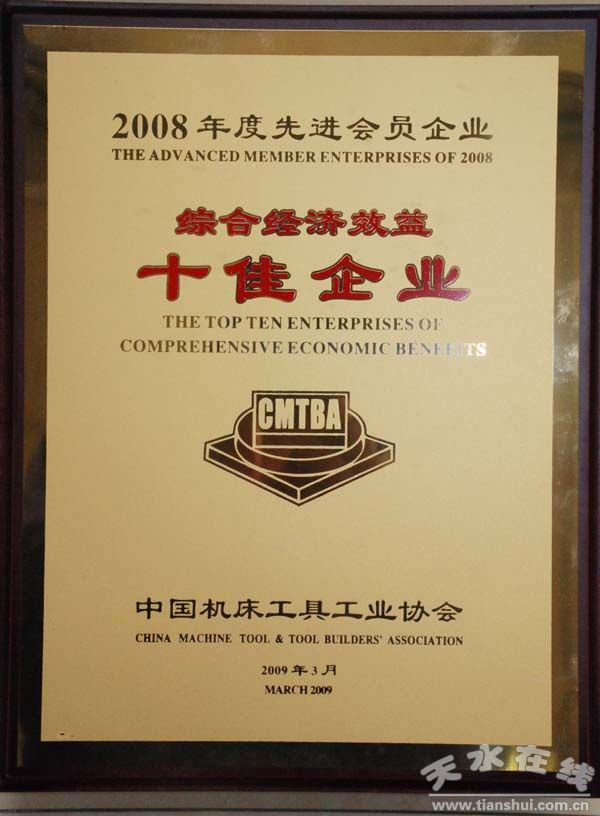 2008年度先进会员企业
THE ADVANCED MEMBER ENTERPRISES OF 2008
综合经济效益
十佳企业
THE TOP TEN ENTERPRISES OF
COMPREHENSIVE ECONOMIC BENEFITS
CMTBA
中国机床工具工业协会
CHINA MACHINE TOOL & TOOL BUILDERS' ASSOCIATION
2009年3月
MARCH 2009
天水在线
www.tianshui.com.cn